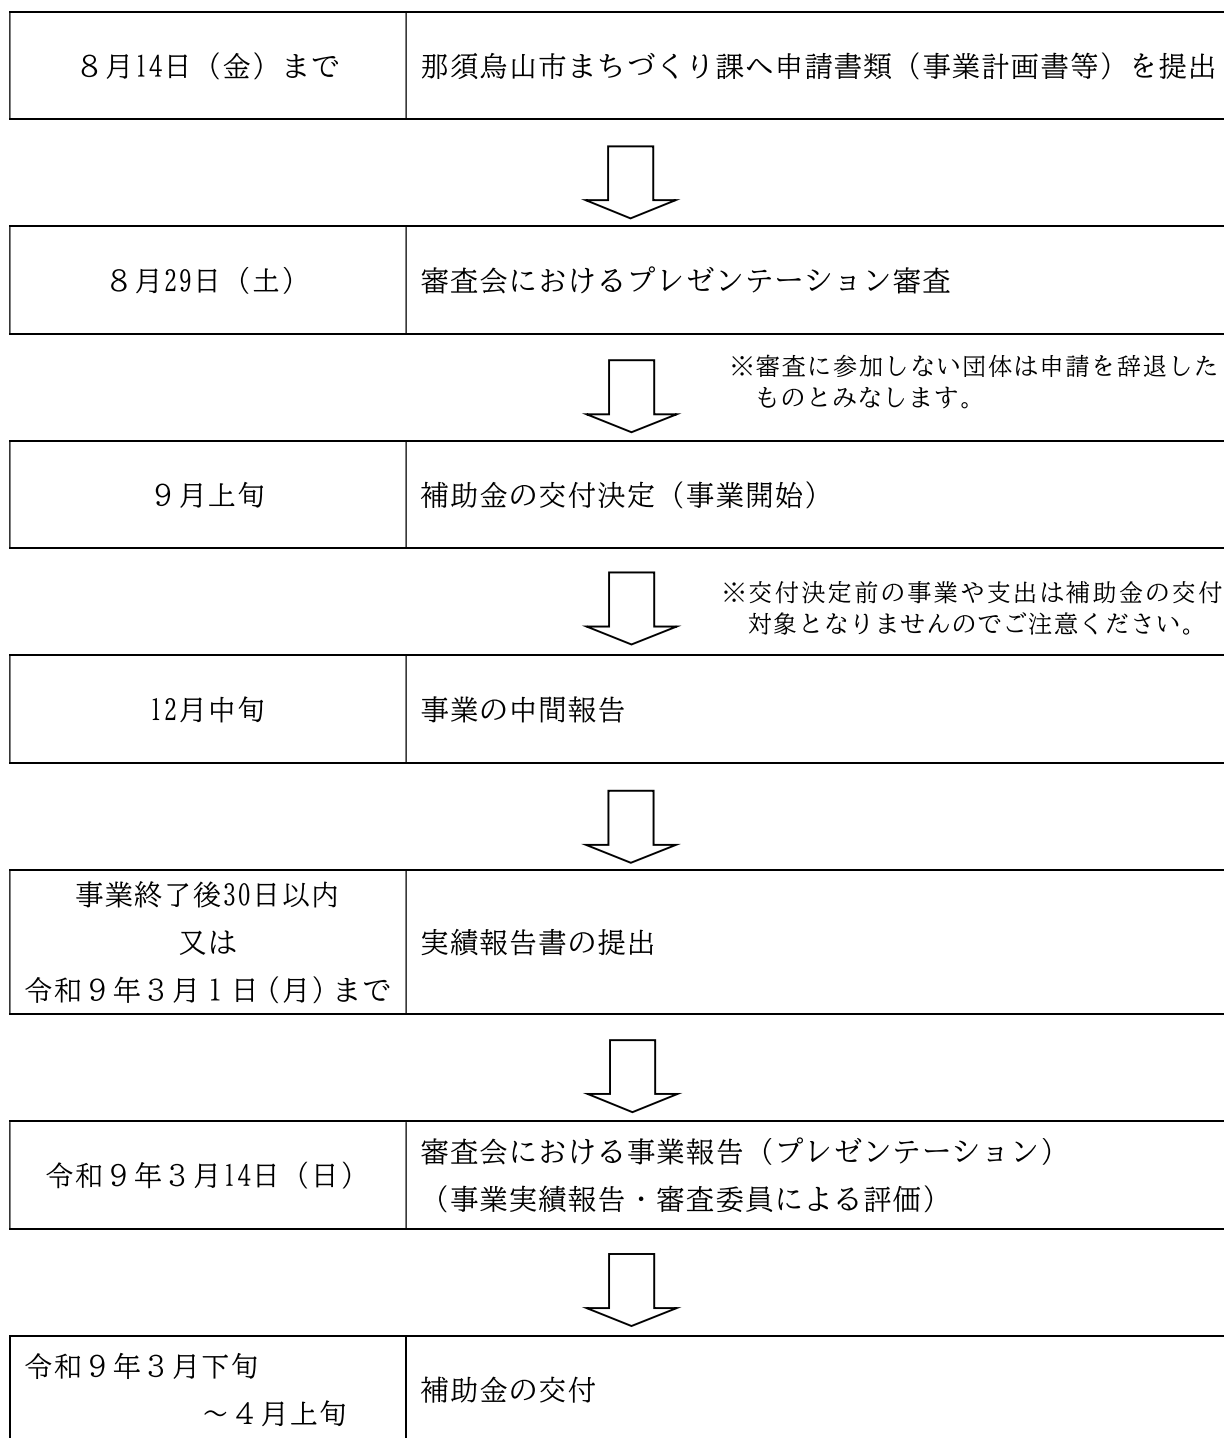 ８月14日（金）まで
那須烏山市まちづくり課へ申請書類（事業計画書等）を提出
８月29日（土）
審査会におけるプレゼンテーション審査
※審査に参加しない団体は申請を辞退した
ものとみなします。
９月上旬
補助金の交付決定（事業開始）
※交付決定前の事業や支出は補助金の交付
対象となりませんのでご注意ください。
12月中旬
事業の中間報告
事業終了後30日以内
又は
令和９年３月１日（月）まで
実績報告書の提出
令和９年３月14日（日）
審査会における事業報告（プレゼンテーション）
（事業実績報告・審査委員による評価）
令和９年３月下旬
～４月上旬
補助金の交付